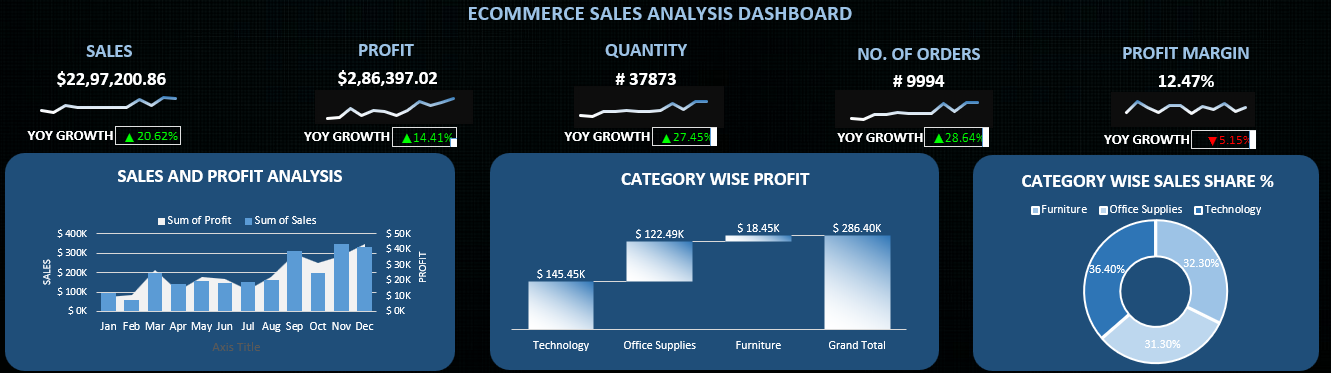 ECOMMERCE SALES ANALYSIS DASHBOARD
SALES
$22,97,200.86
YOY GROWTH ▲ 20.62%
PROFIT
$2,86,397.02
YOY GROWTH ▲ 14.41%
QUANTITY
# 37873
YOY GROWTH ▲ 27.45%
NO. OF ORDERS
# 9994
YOY GROWTH ▲ 28.64%
PROFIT MARGIN
12.47%
YOY GROWTH ▼ 5.15%
SALES AND PROFIT ANALYSIS
Sum of Profit Sum of Sales
SALES
$ 400K
$ 300K
$ 200K
$ 100K
$ 0K
$ 50K
$ 40K
$ 30K
$ 20K
$ 10K
$ 0K
PROFIT
Jan Feb Mar Apr May Jun Jul Aug Sep Oct Nov Dec
Axis Title
CATEGORY WISE PROFIT
$ 145.45K
$ 122.49K
$ 18.45K
$ 286.40K
Technology Office Supplies Furniture Grand Total
CATEGORY WISE SALES SHARE %
Furniture Office Supplies Technology
36.40%
32.30%
31.30%